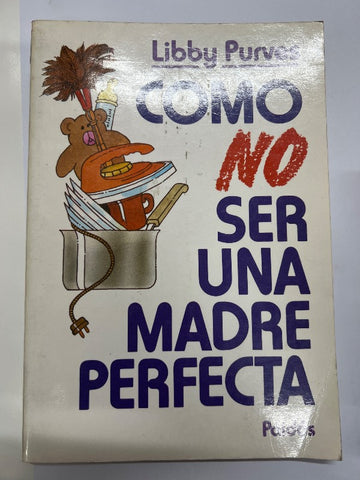 Libby Purves
COMO
NO
SER
UNA
MADRE
PERFECTA
Paidós